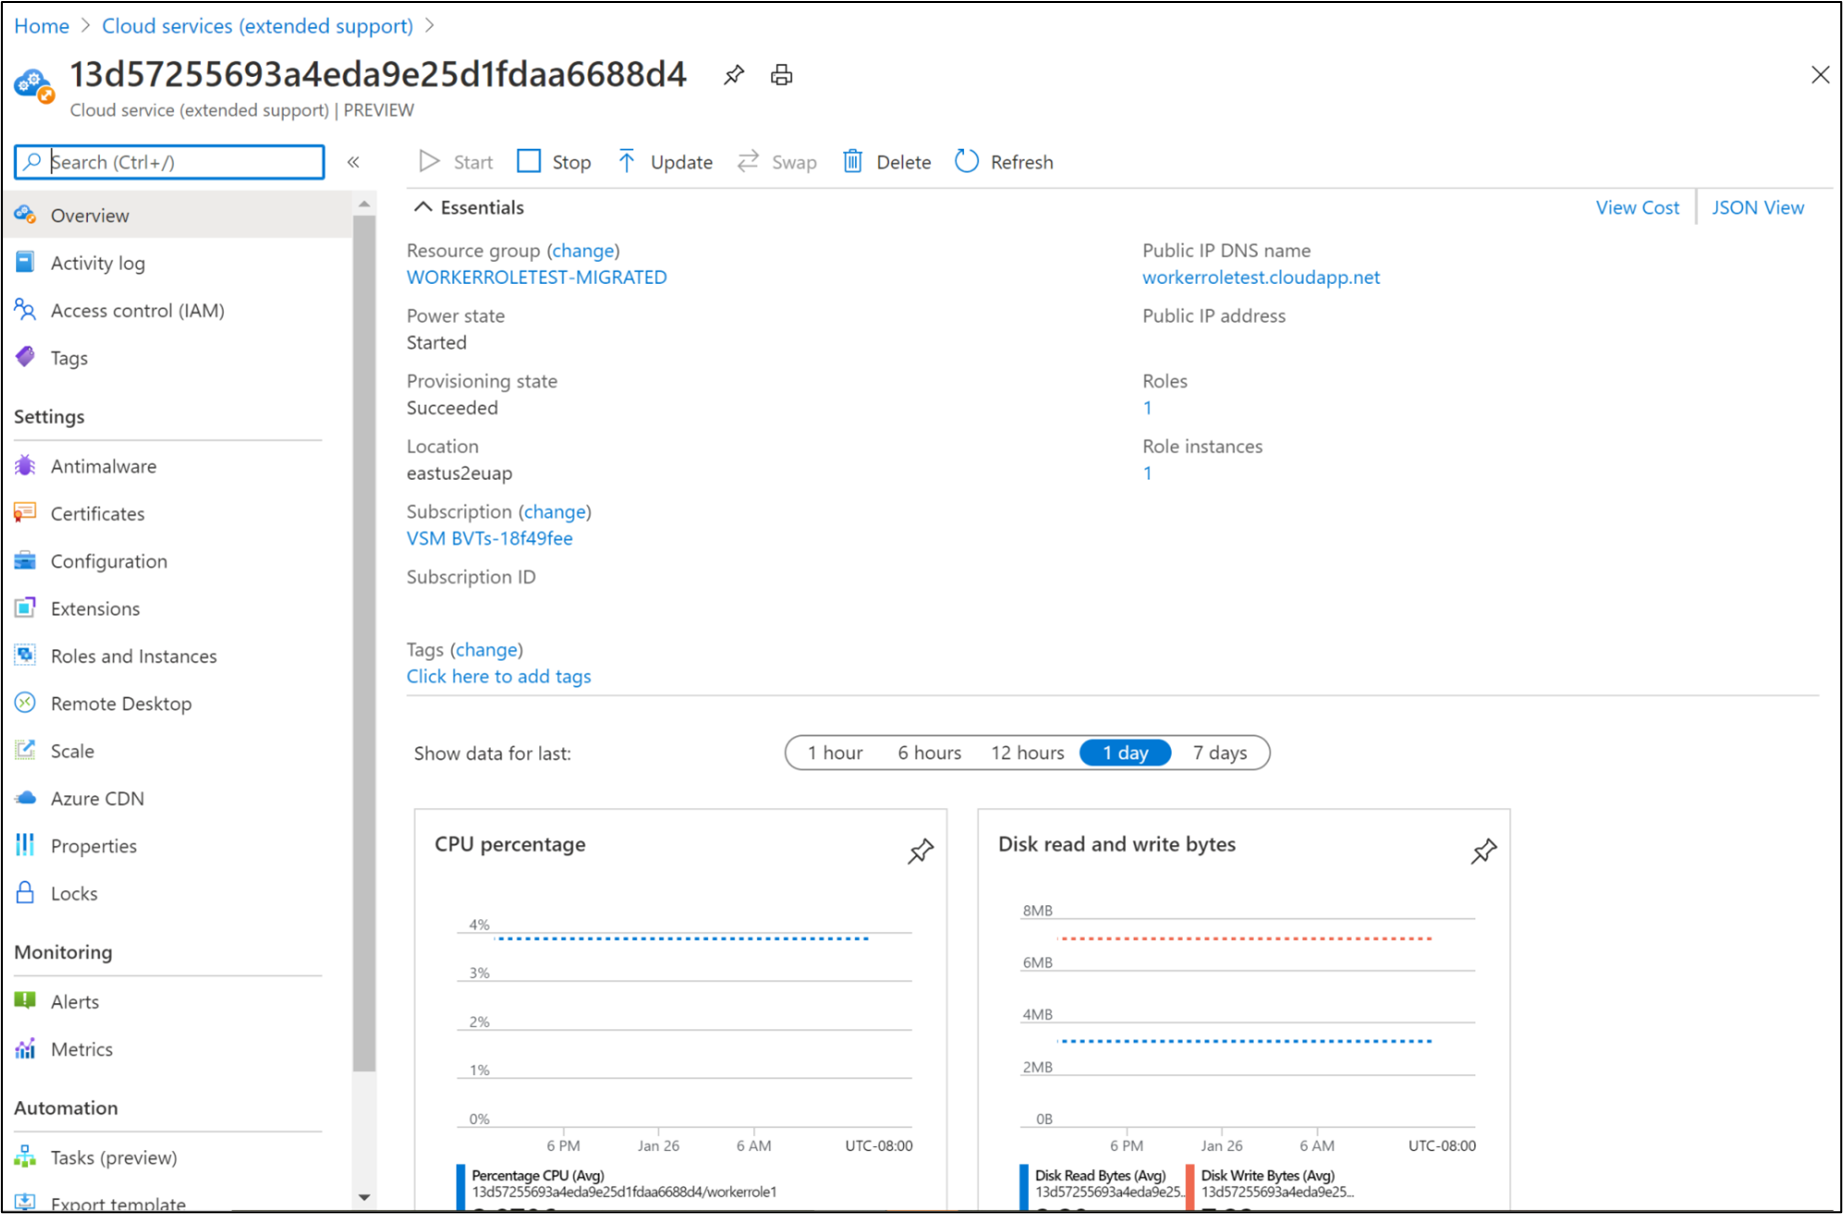 Home > Cloud services (extended support) >
13d57255693a4eda9e25d1fdaa6688d4
Cloud service (extended support) | PREVIEW
Search (Ctrl+/)
«
Start Stop Update Swap Delete Refresh
Overview
Activity log
Access control (IAM)
Tags
Settings
Antimalware
Certificates
Configuration
Extensions
Roles and Instances
Remote Desktop
Scale
Azure CDN
Properties
Locks
Monitoring
Alerts
Metrics
Automation
Tasks (preview)
Export template
Essentials
View Cost
JSON View
Resource group (change)
WORKERROLETEST-MIGRATED
Power state
Started
Provisioning state
Succeeded
Location
eastus2euap
Subscription (change)
VSM BVTs-18f49fee
Subscription ID
Public IP DNS name
workerroletest.cloudapp.net
Public IP address
Roles
1
Role instances
1
Tags (change)
Click here to add tags
Show data for last:
1 hour 6 hours 12 hours 1 day 7 days
CPU percentage
4%
3%
2%
1%
0%
6 PM Jan 26 6 AM UTC-08:00
Percentage CPU (Avg)
13d57255693a4eda9e25d1fdaa6688d4/workerrole1
Disk read and write bytes
8MB
6MB
4MB
2MB
0B
6 PM Jan 26 6 AM UTC-08:00
Disk Read Bytes (Avg)
13d57255693a4eda9e25...
Disk Write Bytes (Avg)
13d57255693a4eda9e25...